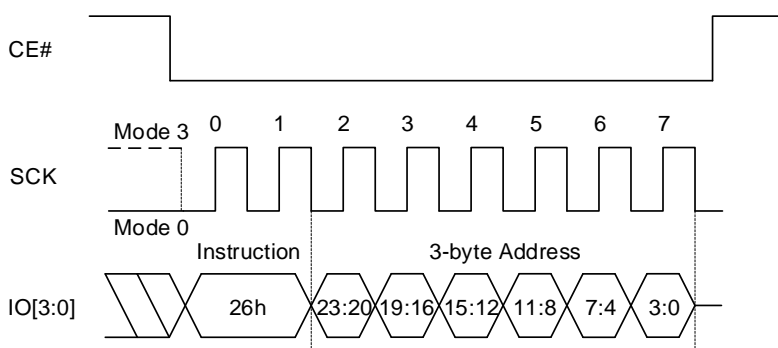 CE#
Mode 3 0 1 2 3 4 5 6 7
SCK
Mode 0
Instruction 3-byte Address
IO[3:0] 26h 23:20 19:16 15:12 11:8 7:4 3:0